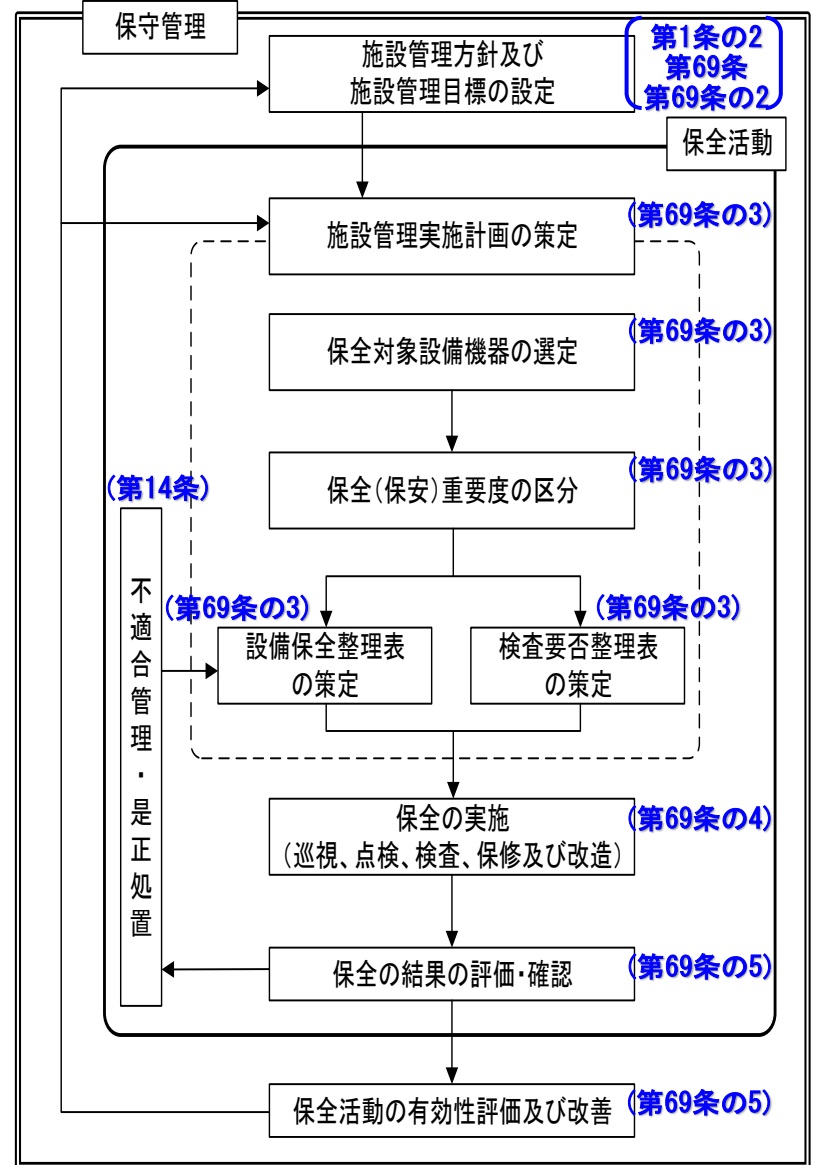 保守管理
施設管理方針及び
施設管理目標の設定
第1条の2
第69条
第69条の2
保全活動
施設管理実施計画の策定
(第69条の3)
保全対象設備機器の選定
(第69条の3)
保全(保安)重要度の区分
(第69条の3)
(第14条)
不適合管理・是正処置
(第69条の3)
設備保全整理表
の策定
(第69条の3)
検査要否整理表
の策定
保全の実施
(巡視、点検、検査、保修及び改造)
(第69条の4)
保全の結果の評価・確認
(第69条の5)
保全活動の有効性評価及び改善
(第69条の5)